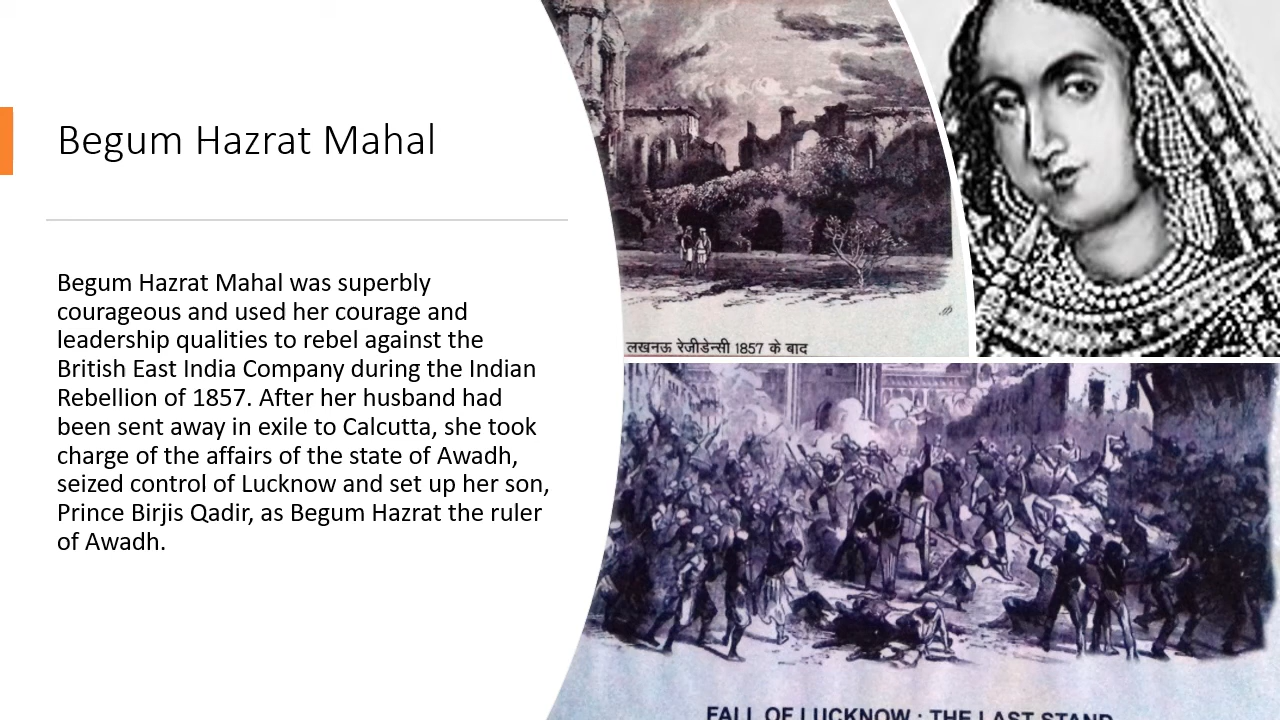 Begum Hazrat Mahal
Begum Hazrat Mahal was superbly
courageous and used her courage and
leadership qualities to rebel against the
British East India Company during the Indian
Rebellion of 1857. After her husband had
been sent away in exile to Calcutta, she took
charge of the affairs of the state of Awadh,
seized control of Lucknow and set up her son,
Prince Birjis Qadir, as Begum Hazrat the ruler
of Awadh.
लखनऊ रेजीडेन्सी 1857 के बाद
FALL OF LUCKNOW : THE LAST STAND